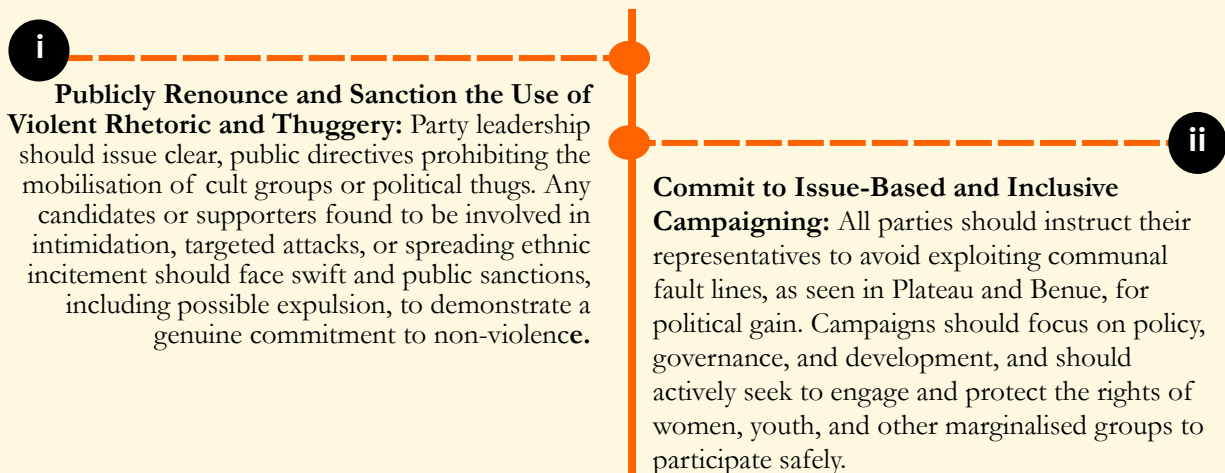 i
Publicly Renounce and Sanction the Use of
Violent Rhetoric and Thuggery: Party leadership
should issue clear, public directives prohibiting the
mobilisation of cult groups or political thugs. Any
candidates or supporters found to be involved in
intimidation, targeted attacks, or spreading ethnic
incitement should face swift and public sanctions,
including possible expulsion, to demonstrate a
genuine commitment to non-violence.
ii
Commit to Issue-Based and Inclusive
Campaigning: All parties should instruct their
representatives to avoid exploiting communal
fault lines, as seen in Plateau and Benue, for
political gain. Campaigns should focus on policy,
governance, and development, and should
actively seek to engage and protect the rights of
women, youth, and other marginalised groups to
participate safely.